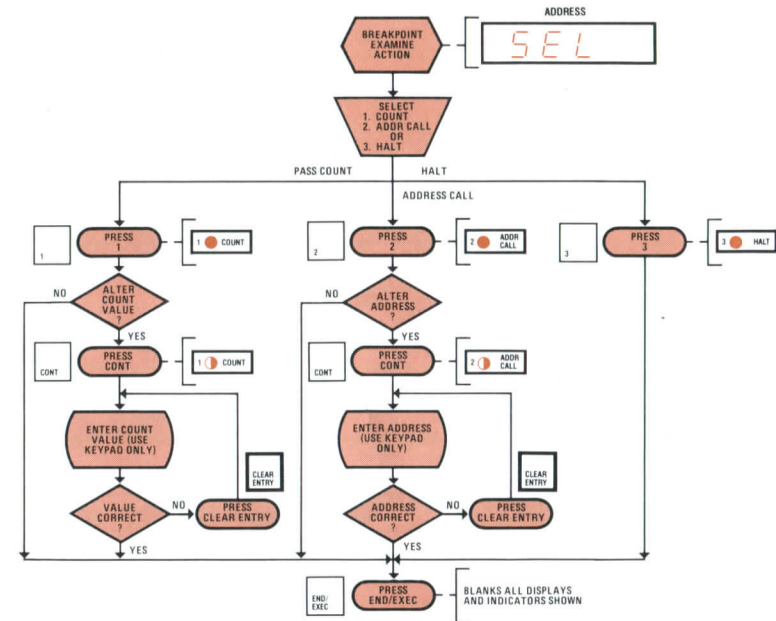 ADDRESS
BREAKPOINT
EXAMINE
ACTION
SEL
SELECT
1. COUNT
2. ADDR CALL
OR
3. HALT
PASS COUNT
HALT
ADDRESS CALL
1
PRESS
1
1 COUNT
2
PRESS
2
2 ADDR
CALL
3
PRESS
3
3 HALT
NO
ALTER
COUNT
VALUE
?
YES
NO
ALTER
ADDRESS
?
YES
CONT
PRESS
CONT
1 COUNT
CONT
PRESS
CONT
2 ADDR
CALL
ENTER COUNT
VALUE (USE
KEYPAD ONLY)
CLEAR
ENTRY
ENTER ADDRESS
(USE KEYPAD
ONLY)
CLEAR
ENTRY
VALUE
CORRECT
?
NO
PRESS
CLEAR ENTRY
YES
ADDRESS
CORRECT
?
NO
PRESS
CLEAR ENTRY
YES
END/
EXEC
PRESS
END/EXEC
BLANKS ALL DISPLAYS
AND INDICATORS SHOWN